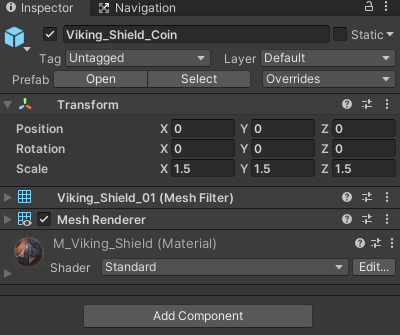 Inspector Navigation
Viking_Shield_Coin Static
Tag Untagged Layer Default
Prefab Open Select Overrides
Transform
Position X 0 Y 0 Z 0
Rotation X 0 Y 0 Z 0
Scale X 1.5 Y 1.5 Z 1.5
Viking_Shield_01 (Mesh Filter)
Mesh Renderer
M_Viking_Shield (Material)
Shader Standard Edit...
Add Component